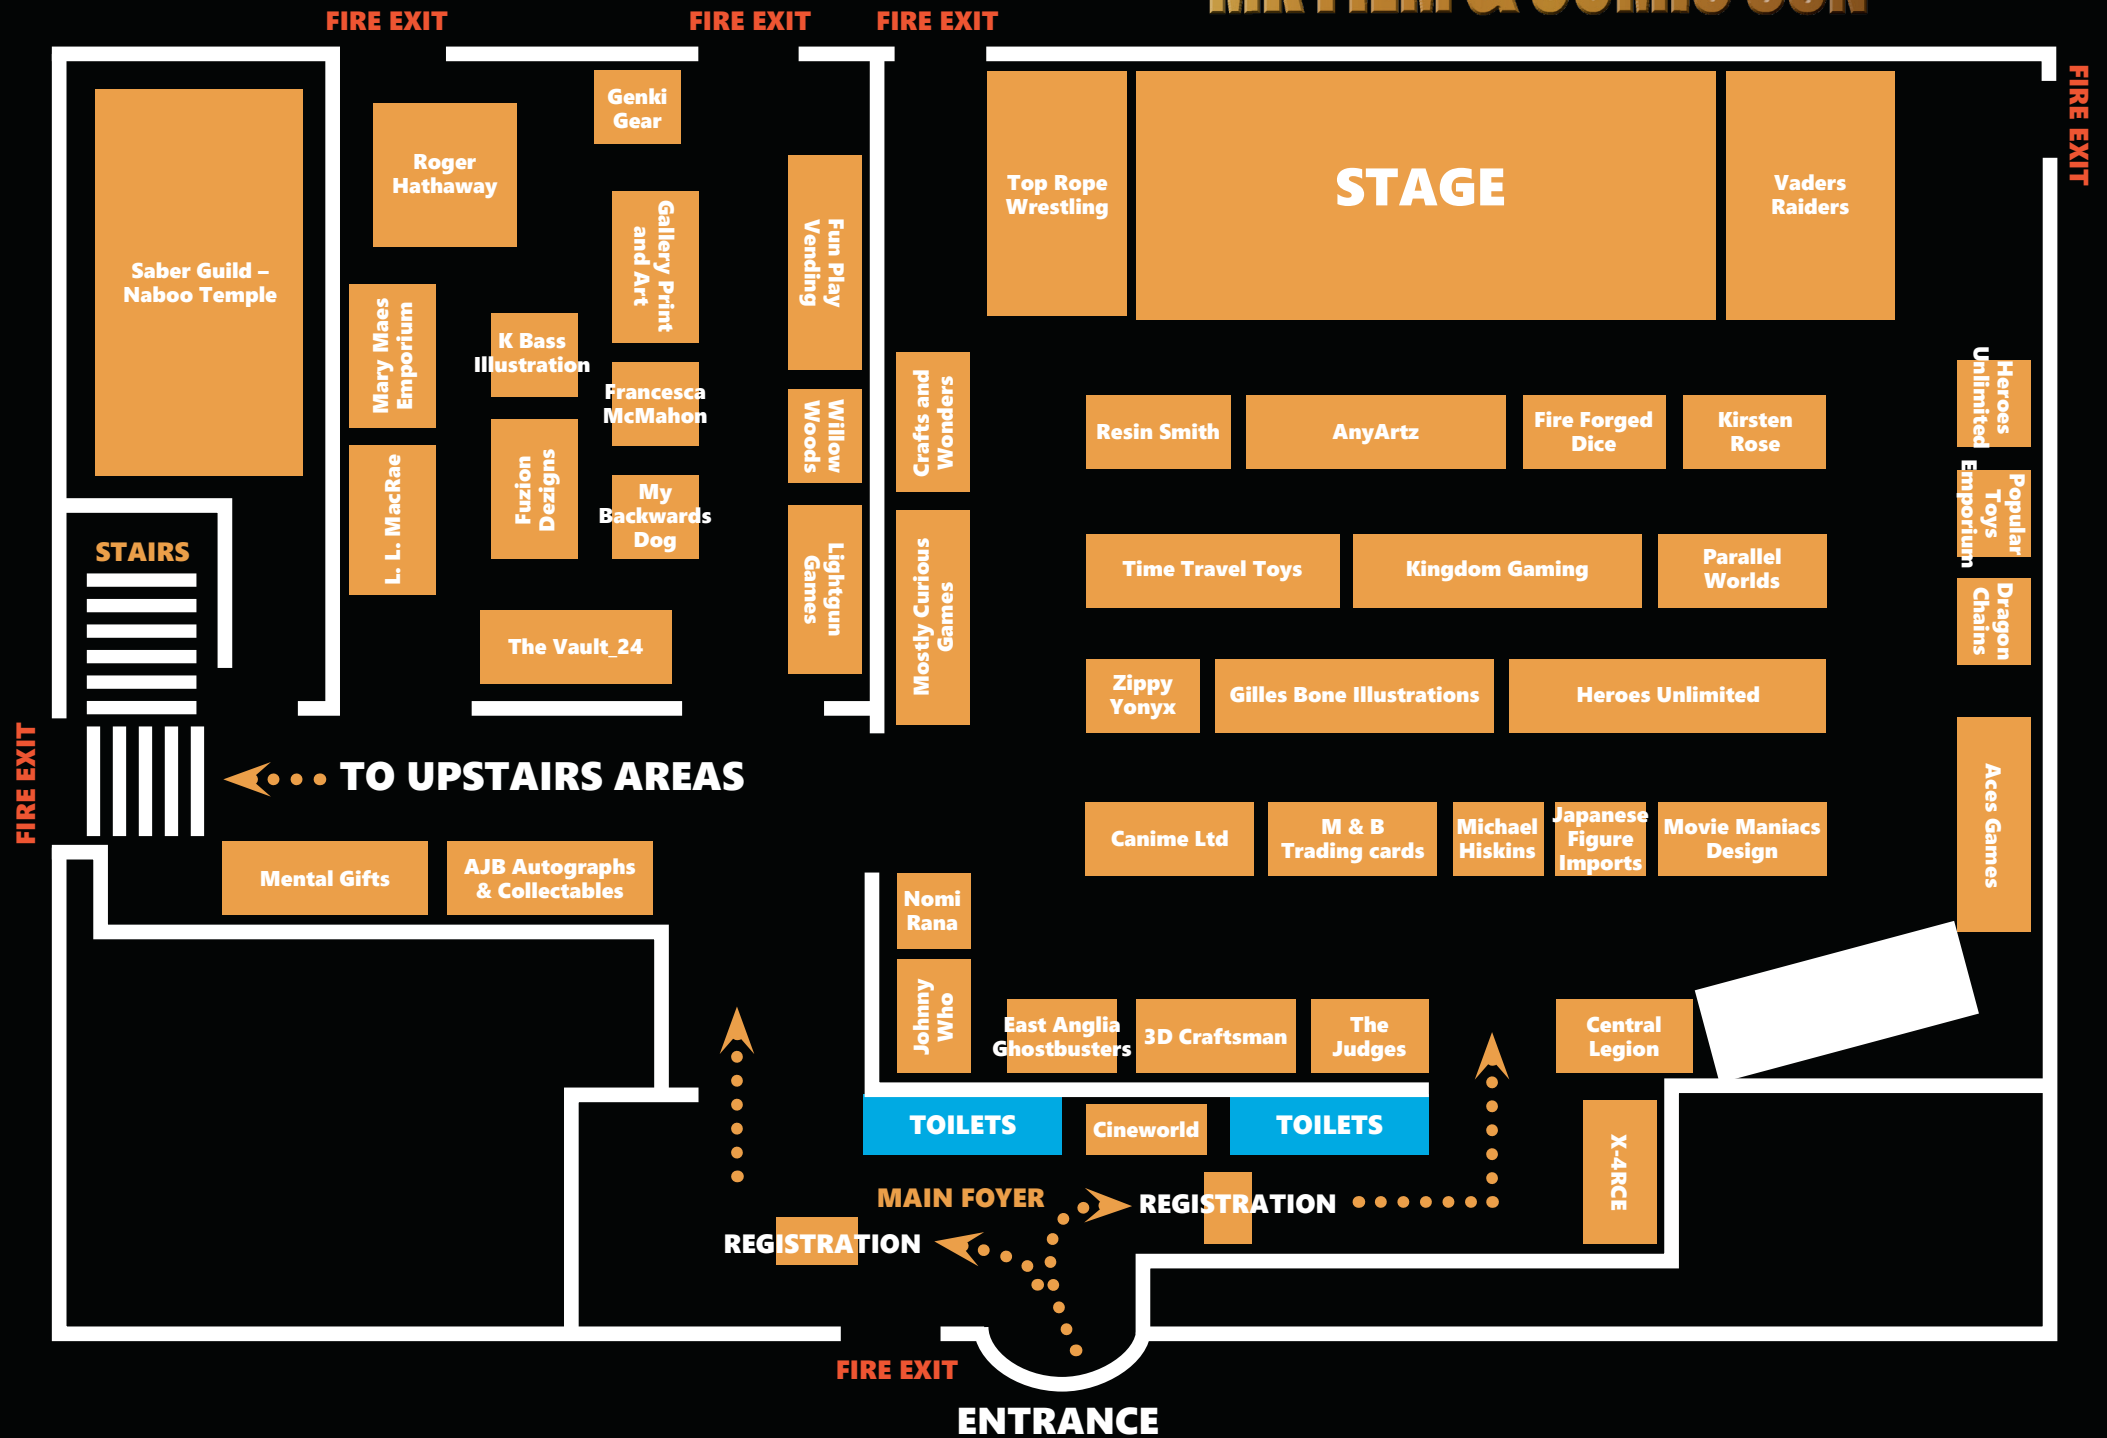 FIRE EXIT
FIRE EXIT
FIRE EXIT
FIRE EXIT
Saber Guild –
Naboo Temple
Roger
Hathaway
Genki
Gear
Gallery Print
and Art
Fun Play
Vending
Top Rope
Wrestling
STAGE
Vaders
Raiders
Mary Maes
Emporium
K Bass
Illustration
Francesca
McMahon
Willow
Woods
Crafts and
Wonders
Resin Smith
AnyArtz
Fire Forged
Dice
Kirsten
Rose
Heroes
Unlimited
L. L. MacRae
Fuzion
Dezigns
My
Backwards
Dog
Lightgun
Games
Mostly Curious
Games
Time Travel Toys
Kingdom Gaming
Parallel
Worlds
Popular
Toys
Emporium
Dragon
Chains
STAIRS
The Vault_24
Zippy
Yonyx
Gilles Bone Illustrations
Heroes Unlimited
FIRE EXIT
TO UPSTAIRS AREAS
Mental Gifts
AJB Autographs
& Collectables
Canime Ltd
M & B
Trading cards
Michael
Hiskins
Japanese
Figure
Imports
Movie Maniacs
Design
Aces Games
Nomi
Rana
Johnny
Who
East Anglia
Ghostbusters
3D Craftsman
The
Judges
Central
Legion
TOILETS
Cineworld
TOILETS
X-4RCE
MAIN FOYER
REGISTRATION
REGISTRATION
FIRE EXIT
ENTRANCE